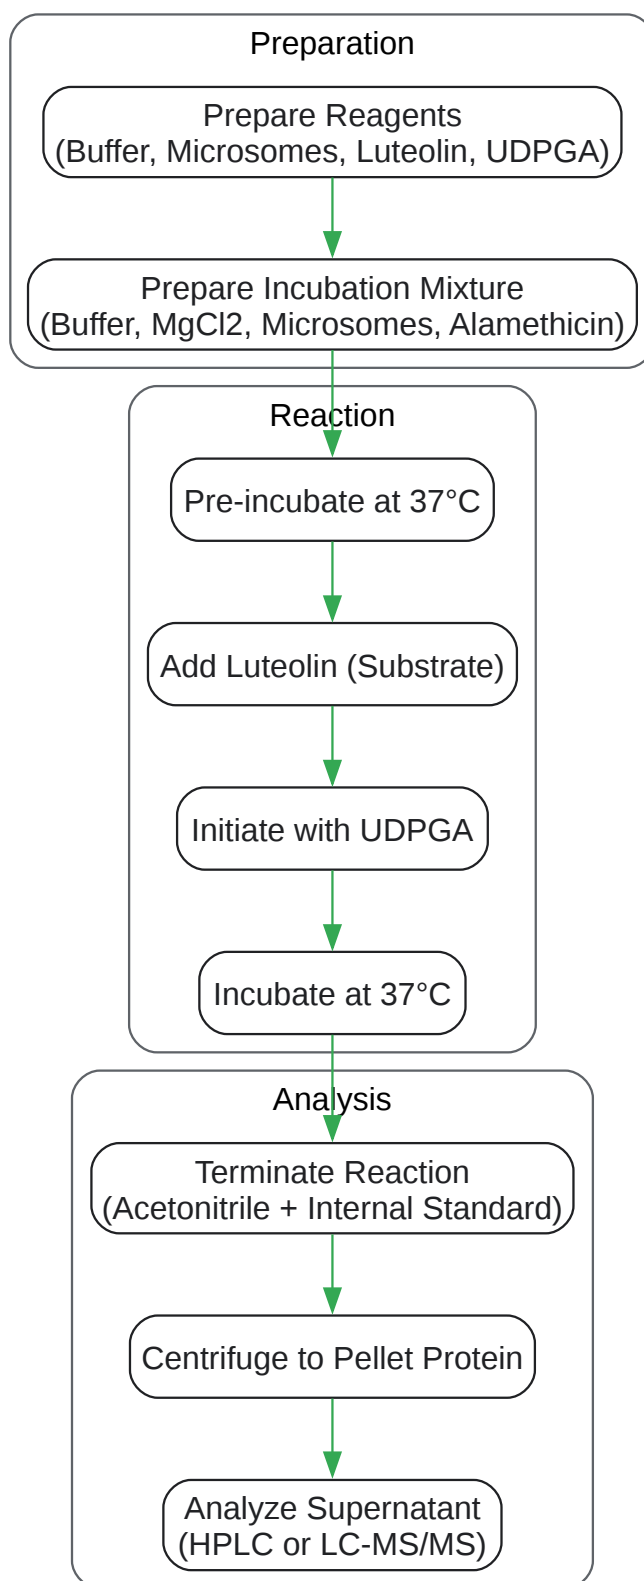 Preparation
Prepare Reagents
(Buffer, Microsomes, Luteolin, UDPGA)
Prepare Incubation Mixture
(Buffer, MgCl2, Microsomes, Alamethicin)
Reaction
Pre-incubate at 37°C
Add Luteolin (Substrate)
Initiate with UDPGA
Incubate at 37°C
Analysis
Terminate Reaction
(Acetonitrile + Internal Standard)
Centrifuge to Pellet Protein
Analyze Supernatant
(HPLC or LC-MS/MS)